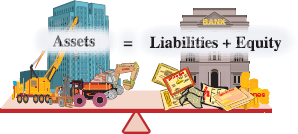 BANK
Assets = Liabilities + Equity